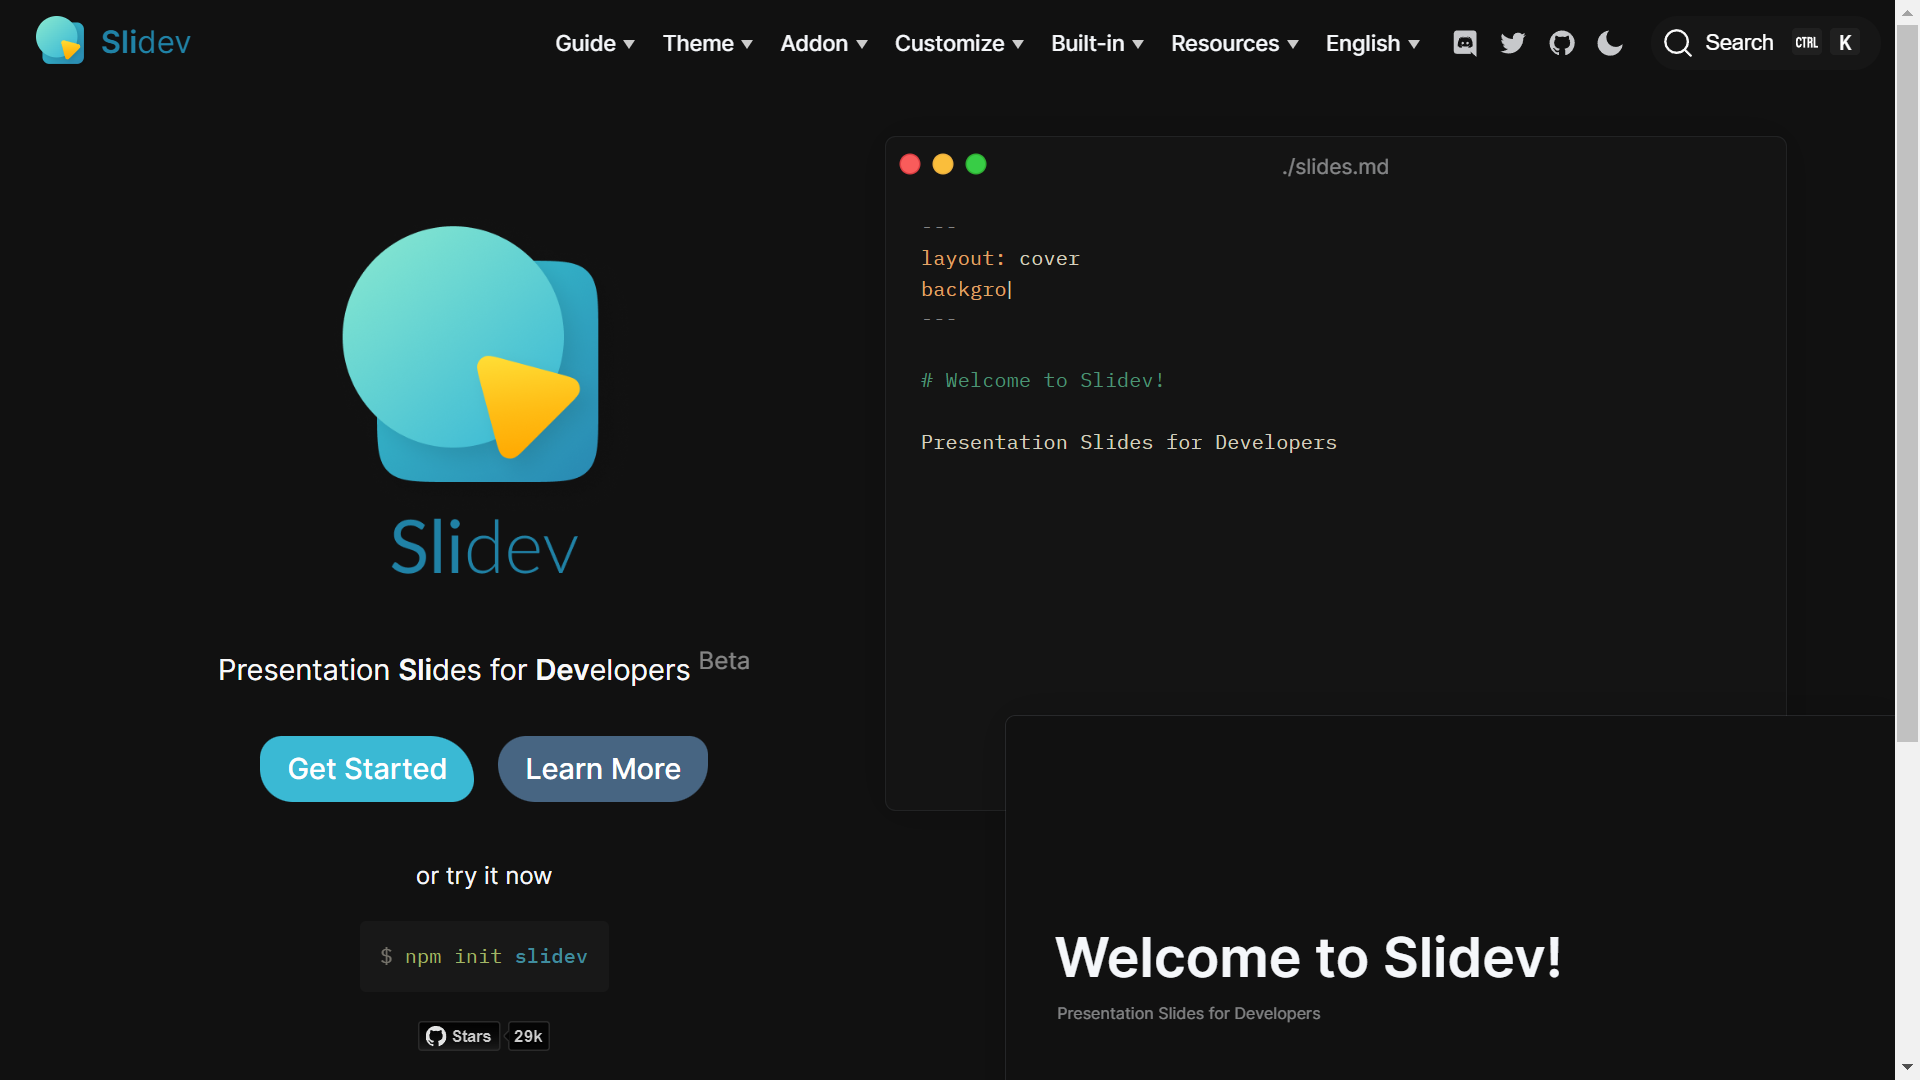 Slidev
Guide
Theme
Addon
Customize
Built-in
Resources
English
Search
CTRL K
Slidev
Presentation Slides for Developers Beta
Get Started
Learn More
or try it now
$ npm init slidev
Stars 29k
./slides.md
---
layout: cover
backgro
---
# Welcome to Slidev!
Presentation Slides for Developers
Welcome to Slidev!
Presentation Slides for Developers